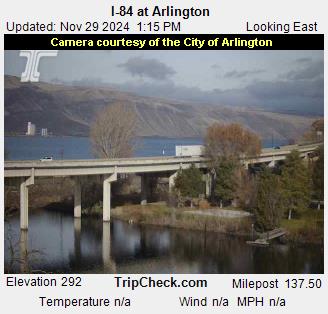 I-84 at Arlington
Updated: Nov 29 2024 1:15 PM Looking East
Camera courtesy of the City of Arlington
Elevation 292 TripCheck.com Milepost 137.50
Temperature n/a Wind n/a MPH n/a